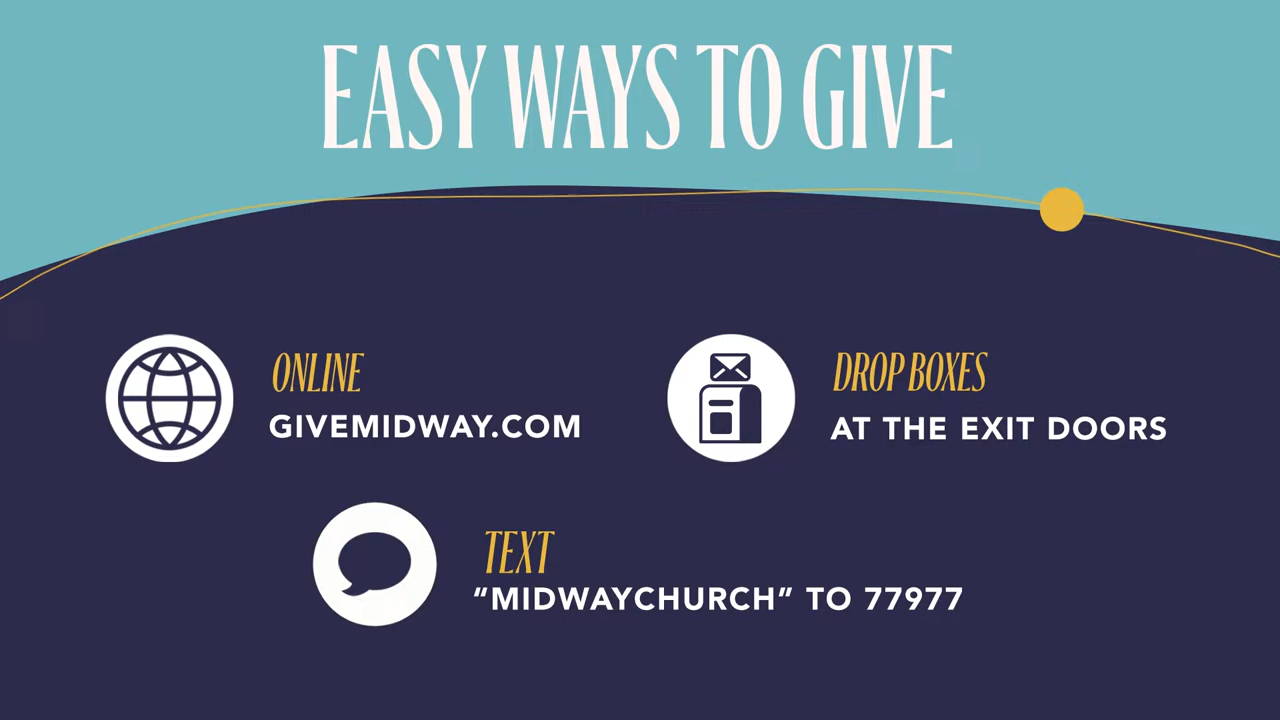 EASY WAYS TO GIVE
ONLINE
GIVEMIDWAY.COM
DROP BOXES
AT THE EXIT DOORS
TEXT
“MIDWAYCHURCH” TO 77977